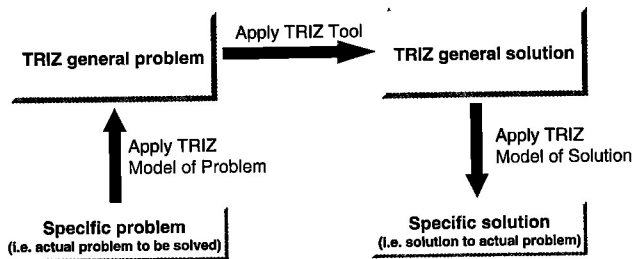 Apply TRIZ Tool
TRIZ general problem
TRIZ general solution
Apply TRIZ
Model of Problem
Apply TRIZ
Model of Solution
Specific problem
(i.e. actual problem to be solved)
Specific solution
(i.e. solution to actual problem)